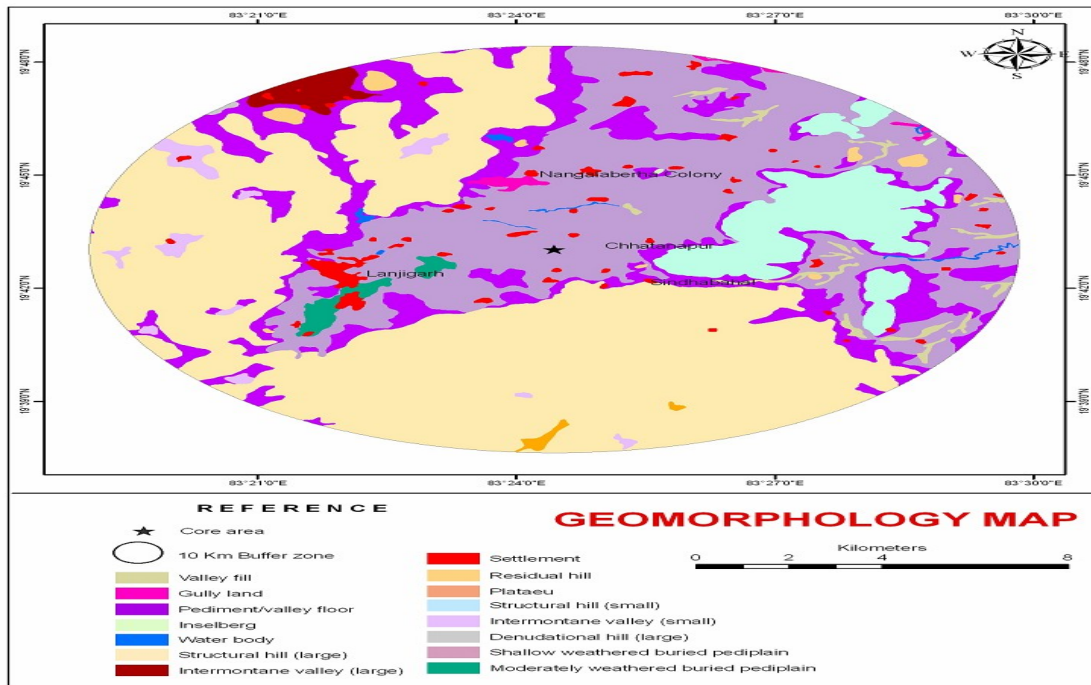 83°21'0"E 83°24'0"E 83°27'0"E 83°30'0"E
N
W E
S
Nangalaberna Colony
Chhatahapur
Lanjigarh
Sindhabahal
83°21'0"E 83°24'0"E 83°27'0"E 83°30'0"E
REFERENCE
Core area
10 Km Buffer zone
Valley fill
Gully land
Pediment/valley floor
Inselberg
Water body
Structural hill (large)
Intermontane valley (large)
Settlement
Residual hill
Plataeu
Structural hill (small)
Intermontane valley (small)
Denudational hill (large)
Shallow weathered buried pediplain
Moderately weathered buried pediplain
GEOMORPHOLOGY MAP
Kilometers
0 2 4 8